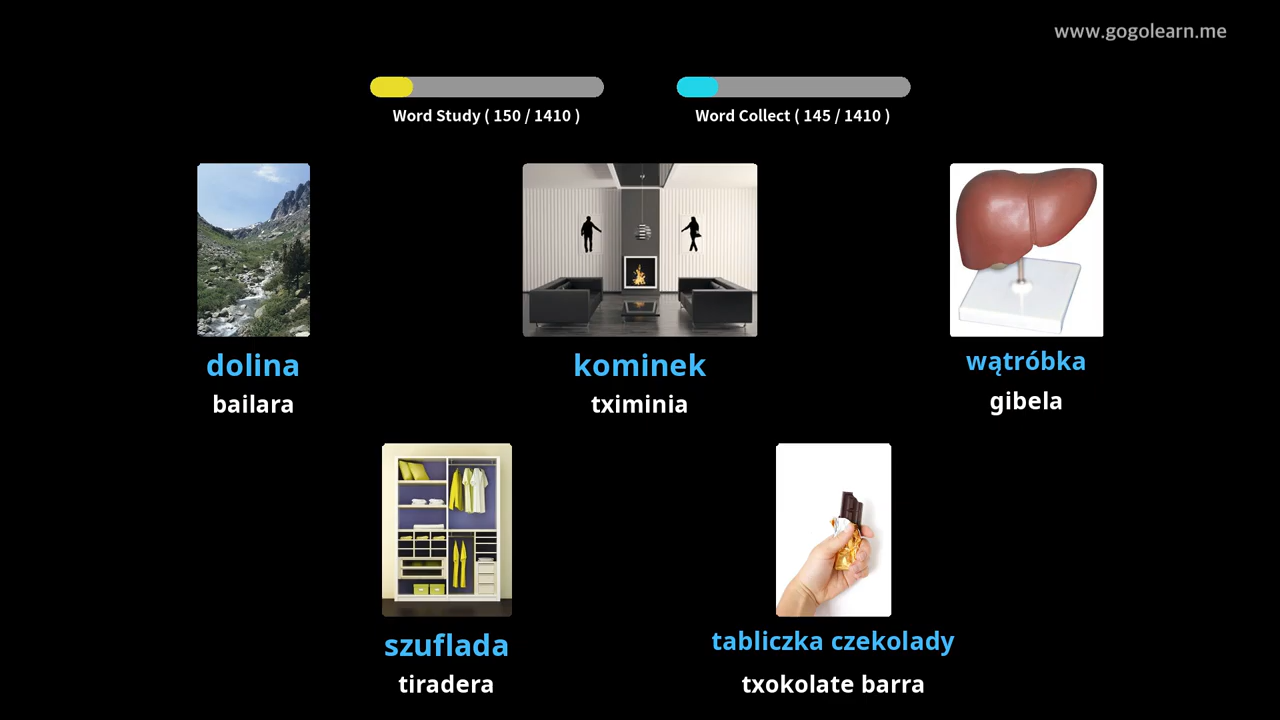 www.gogolearn.me
Word Study ( 150 / 1410 )
Word Collect ( 145 / 1410 )
dolina
bailara
kominek
tximinia
wątróbka
gibela
szuflada
tiradera
tabliczka czekolady
txokolate barra